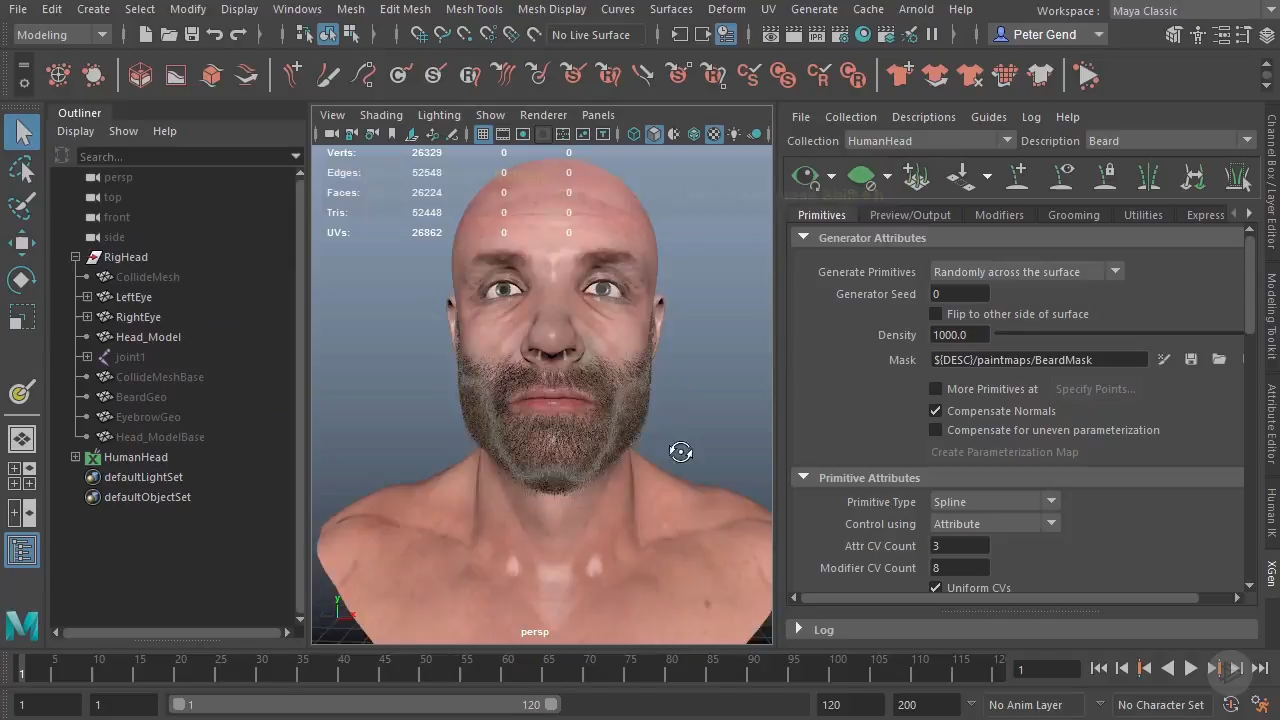 File Edit Create Select Modify Display Windows Mesh Edit Mesh Mesh Tools Mesh Display Curves Surfaces Deform UV Generate Cache Arnold Help Workspace : Maya Classic
Modeling No Live Surface Peter Gend
Outliner
Display Show Help
Search...
persp
top
front
side
RigHead
CollideMesh
LeftEye
RightEye
Head_Model
joint1
CollideMeshBase
BeardGeo
EyebrowGeo
Head_ModelBase
HumanHead
defaultLightSet
defaultObjectSet
View Shading Lighting Show Renderer Panels
Verts: 26329 0 0
Edges: 52548 0 0
Faces: 26224 0 0
Tris: 52448 0 0
UVs: 26862 0 0
y
x
persp
File Collection Descriptions Guides Log Help
Collection HumanHead Description Beard
Primitives Preview/Output Modifiers Grooming Utilities Express
Generator Attributes
Generate Primitives Randomly across the surface
Generator Seed 0
Flip to other side of surface
Density 1000.0
Mask ${DESC}/paintmaps/BeardMask
More Primitives at Specify Points...
Compensate Normals
Compensate for uneven parameterization
Create Parameterization Map
Primitive Attributes
Primitive Type Spline
Control using Attribute
Attr CV Count 3
Modifier CV Count 8
Uniform CVs
Log
Channel Box / Layer Editor
Modeling Toolkit
Attribute Editor
Human IK
XGen
1 5 10 15 20 25 30 35 40 45 50 55 60 65 70 75 80 85 90 95 100 105 110 115 12
1
1 1 1 120 120 200 No Anim Layer No Character Set